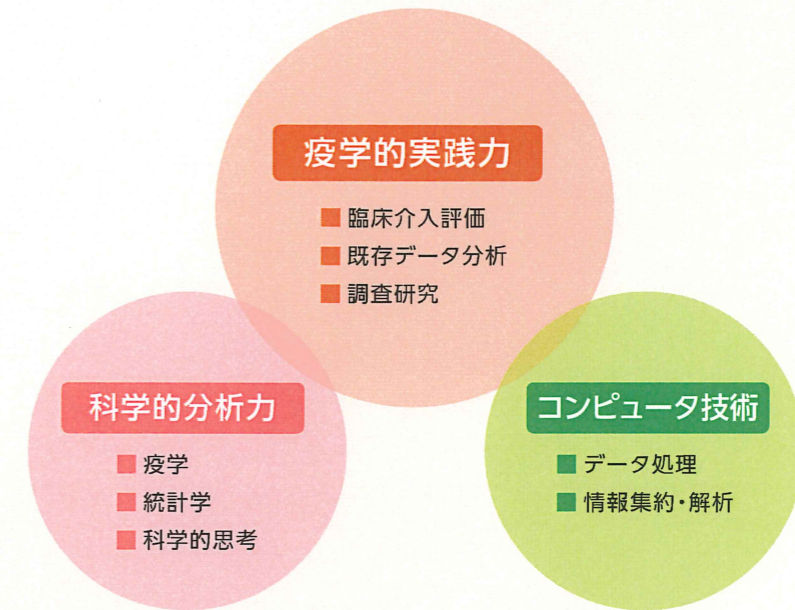 疫学的実践力
■ 臨床介入評価
■ 既存データ分析
■ 調査研究
科学的分析力
■ 疫学
■ 統計学
■ 科学的思考
コンピュータ技術
■ データ処理
■ 情報集約・解析